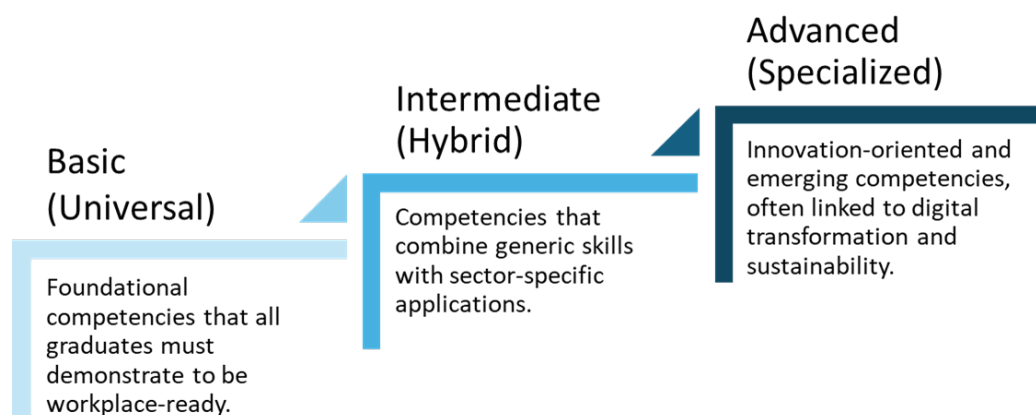 Basic
(Universal)
Foundational
competencies that all
graduates must
demonstrate to be
workplace-ready.
Intermediate
(Hybrid)
Competencies that
combine generic skills
with sector-specific
applications.
Advanced
(Specialized)
Innovation-oriented and
emerging competencies,
often linked to digital
transformation and
sustainability.